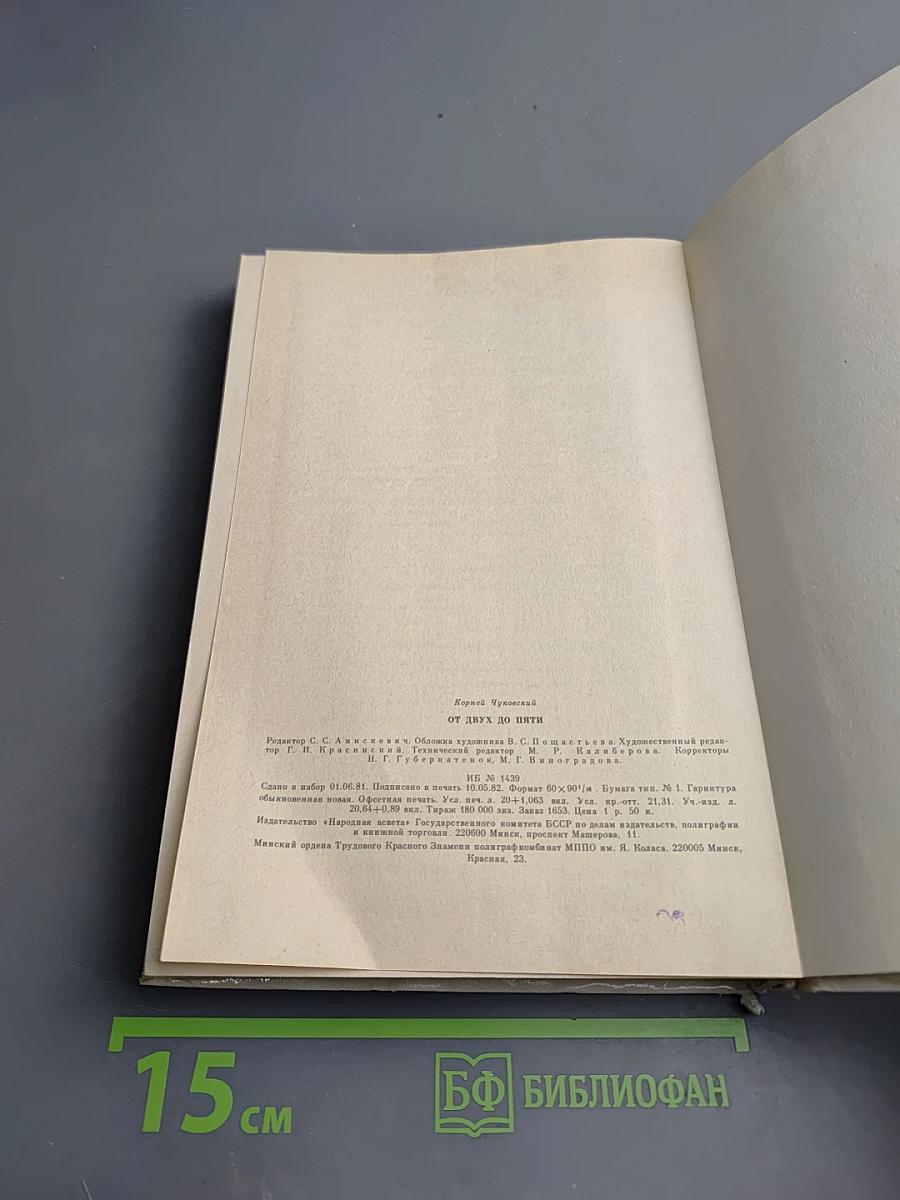 Корней Чуковский
ОТ ДВУХ ДО ПЯТИ
Редактор С. С. Анискевич. Обложка художника В. С. Пощастьева. Художественный редак-
тор Г. И. Красинский. Технический редактор М. Р. Калиберова. Корректоры
Н. Г. Губернатенок, М. Г. Виноградова.
ИБ № 1439
Сдано в набор 01.06.81. Подписано в печать 10.05.82. Формат 60×90¹/₁₆. Бумага тип. № 1. Гарнитура
обыкновенная новая. Офсетная печать. Усл. печ. л. 20+1,063 вкл. Усл. кр.-отт. 21,31. Уч.-изд. л.
20,64+0,89 вкл. Тираж 180 000 экз. Заказ 1653. Цена 1 р. 50 к.
Издательство «Народная асвета» Государственного комитета БССР по делам издательств, полиграфии
и книжной торговли. 220600 Минск, проспект Машерова, 11.
Минский ордена Трудового Красного Знамени полиграфкомбинат МППО им. Я. Коласа. 220005 Минск,
Красная, 23.
15 см
БФ БИБЛИОФАН